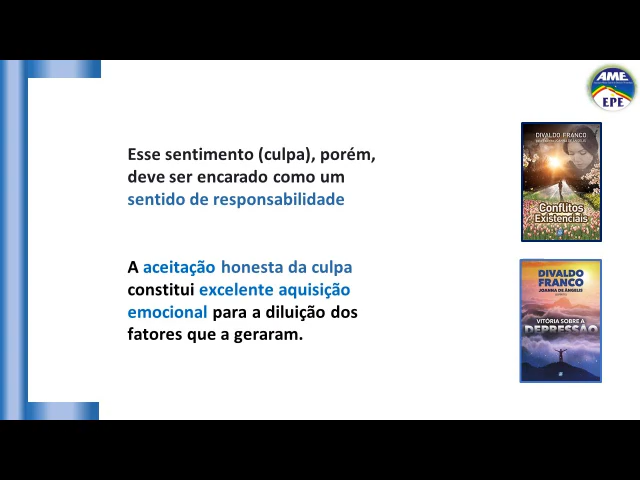 AME
EPE
Esse sentimento (culpa), porém,
deve ser encarado como um
sentido de responsabilidade
A aceitação honesta da culpa
constitui excelente aquisição
emocional para a diluição dos
fatores que a geraram.
DIVALDO FRANCO
Conflitos
Existenciais
DIVALDO
FRANCO
JOANNA DE ÂNGELIS
VITÓRIA SOBRE A
DEPRESSÃO